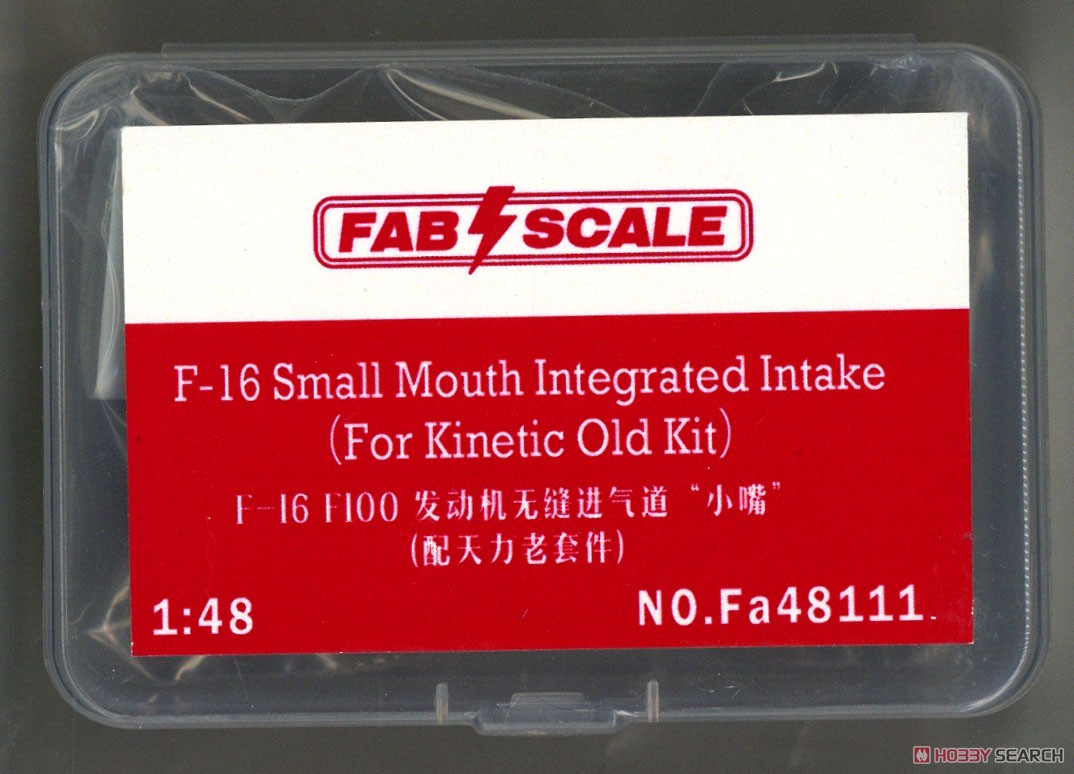 FAB SCALE
F-16 Small Mouth Integrated Intake
(For Kinetic Old Kit)
F-16 F100 发动机无缝进气道“小嘴”
(配天力老套件)
1:48
NO.Fa48111.
HOBBY SEARCH